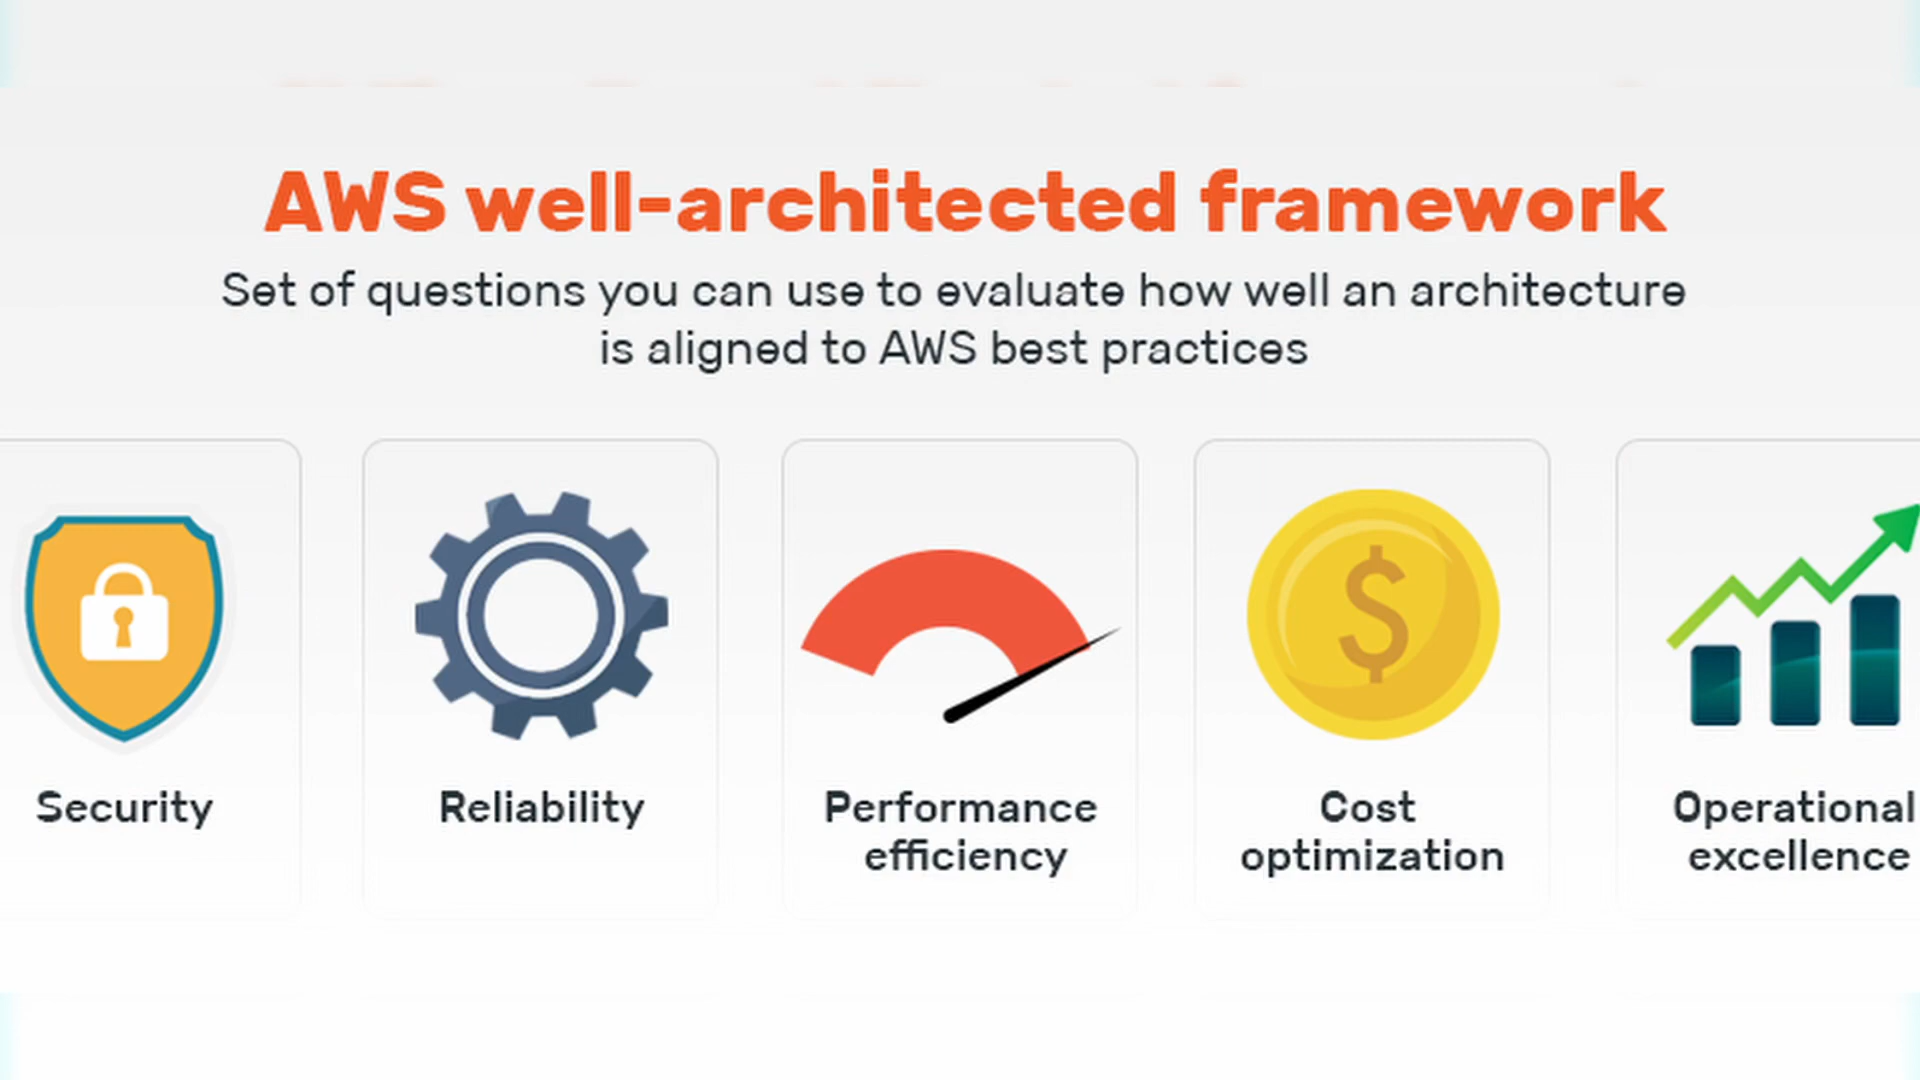 AWS well-architected framework
Set of questions you can use to evaluate how well an architecture
is aligned to AWS best practices
Security
Reliability
Performance
efficiency
$
Cost
optimization
Operational
excellence